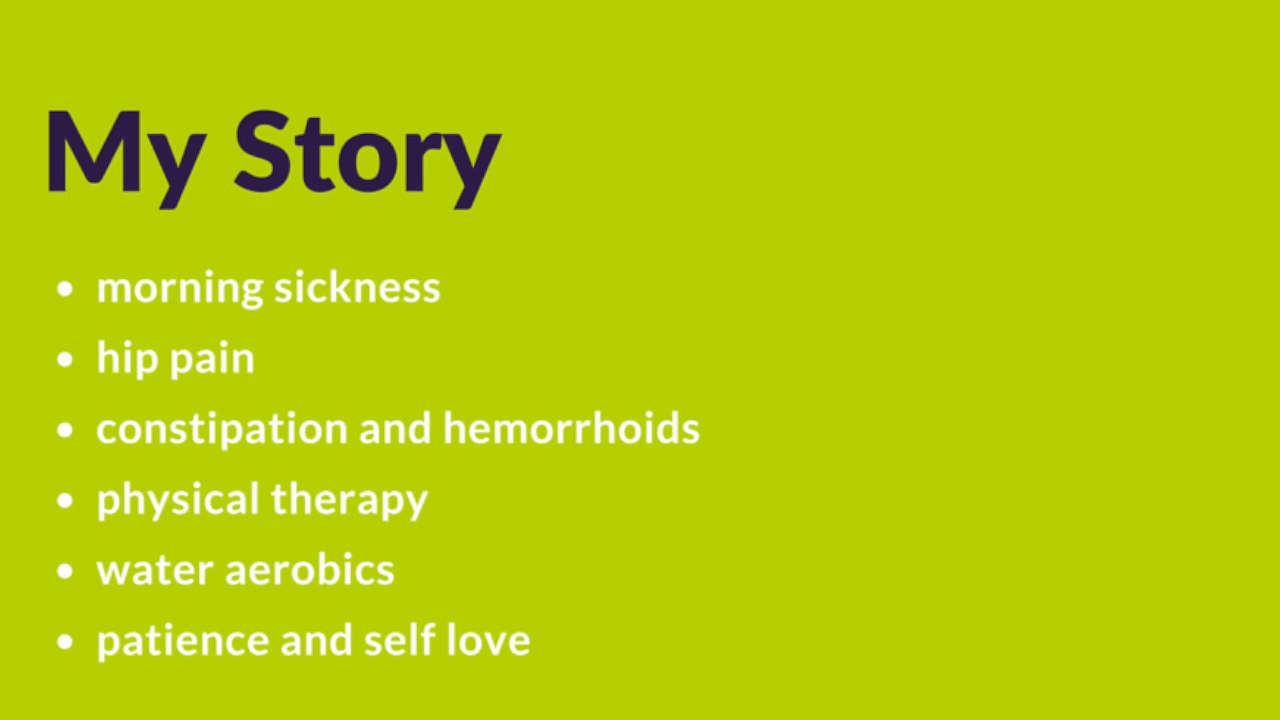 My Story
• morning sickness
• hip pain
• constipation and hemorrhoids
• physical therapy
• water aerobics
• patience and self love